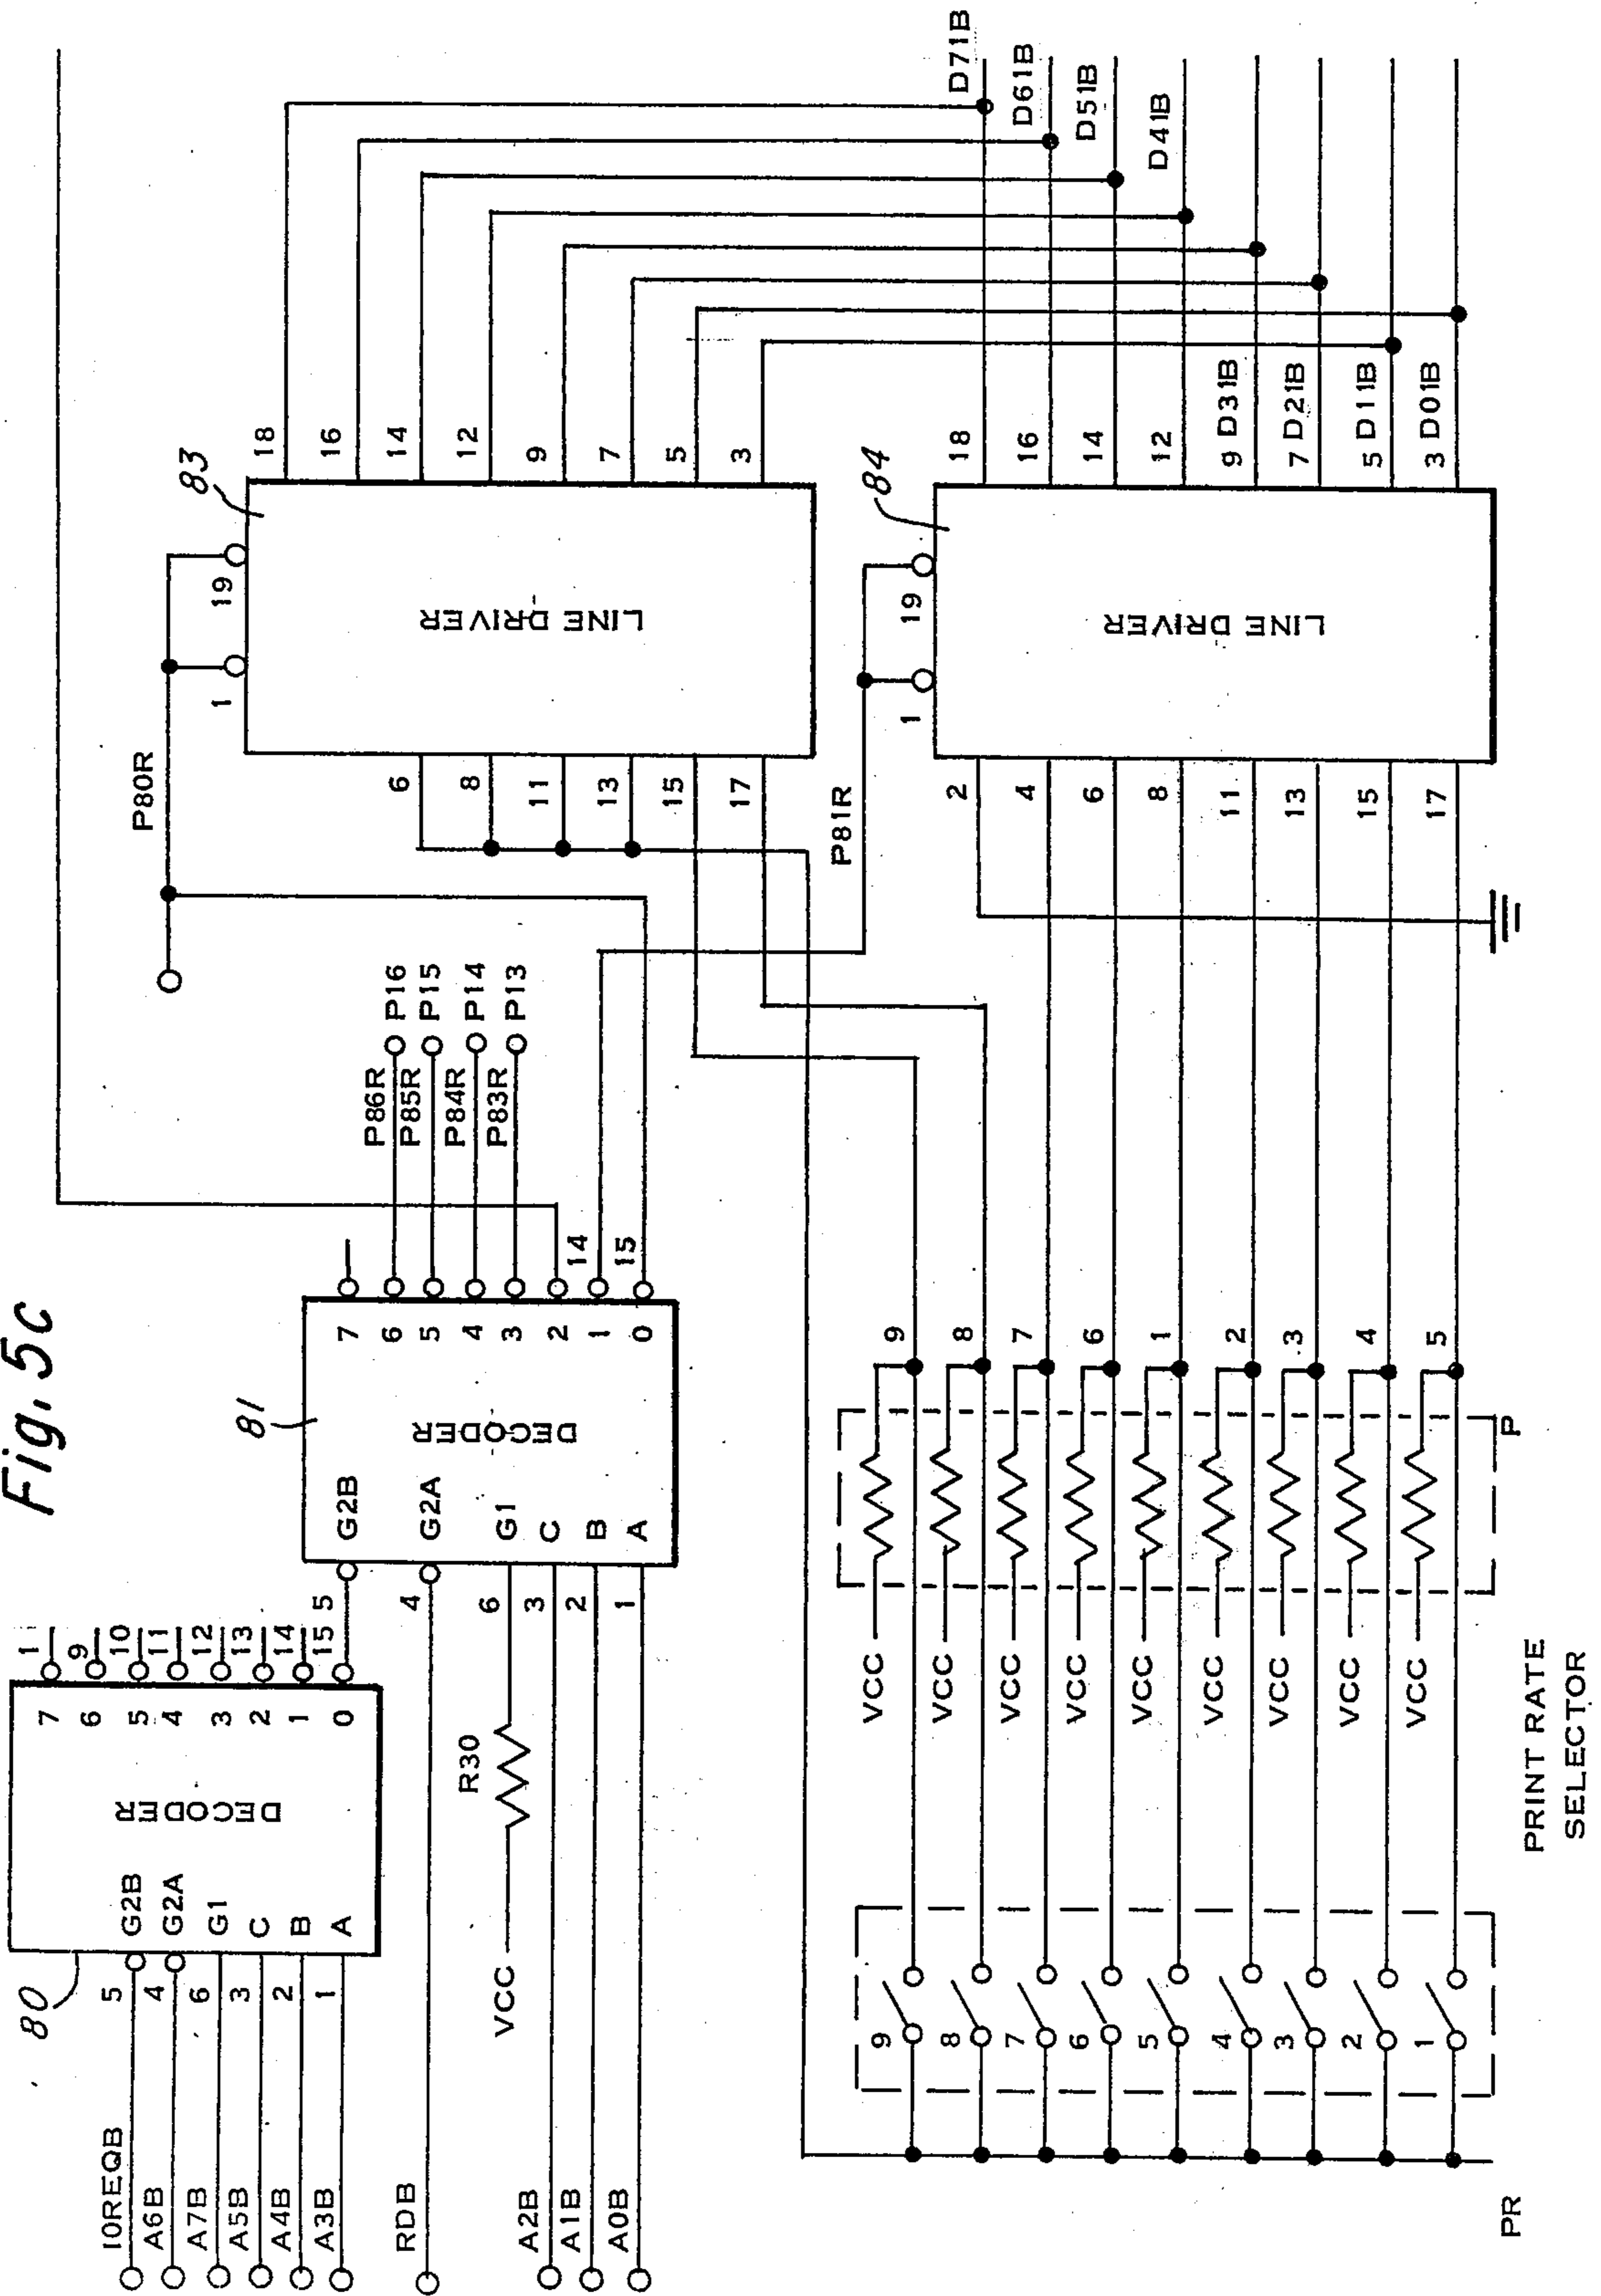 Fig. 5c
80
DECODER
IOREQB 5 G2B
A6B 4 G2A
A7B 6 G1
A5B 3 C
A4B 2 B
A3B 1 A
7 1
6 9
5 10
4 11
3 12
2 13
1 14
0 15
81
DECODER
5 G2B
RDB 4 G2A
VCC R30 6 G1
A2B 3 C
A1B 2 B
A0B 1 A
7
6 P86R P16
5 P85R P15
4 P84R P14
3 P83R P13
2
1 14
0 15
P80R
83
1 19
LINE DRIVER
6
8
11
13
15
17
18
16
14
12
9
7
5
3
P81R
84
1 19
LINE DRIVER
2
4
6
8
11
13
15
17
18 D71B
16 D61B
14 D51B
12 D41B
9 D31B
7 D21B
5 D11B
3 D01B
9 VCC 9
8 VCC 8
7 VCC 7
6 VCC 6
5 VCC 1
4 VCC 2
3 VCC 3
2 VCC 4
1 VCC 5
P
PR
PRINT RATE
SELECTOR